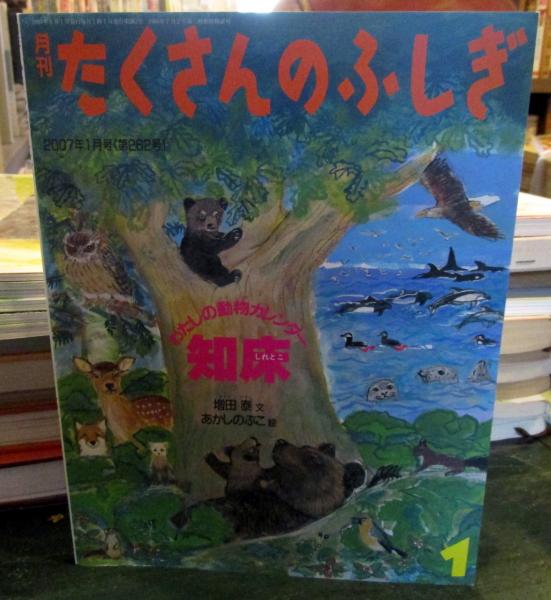 月刊
たくさんのふしぎ
2007年1月号(第262号)
わたしの動物カレンダー
知床
しれとこ
増田 泰 文
あかしのぶこ 絵
1